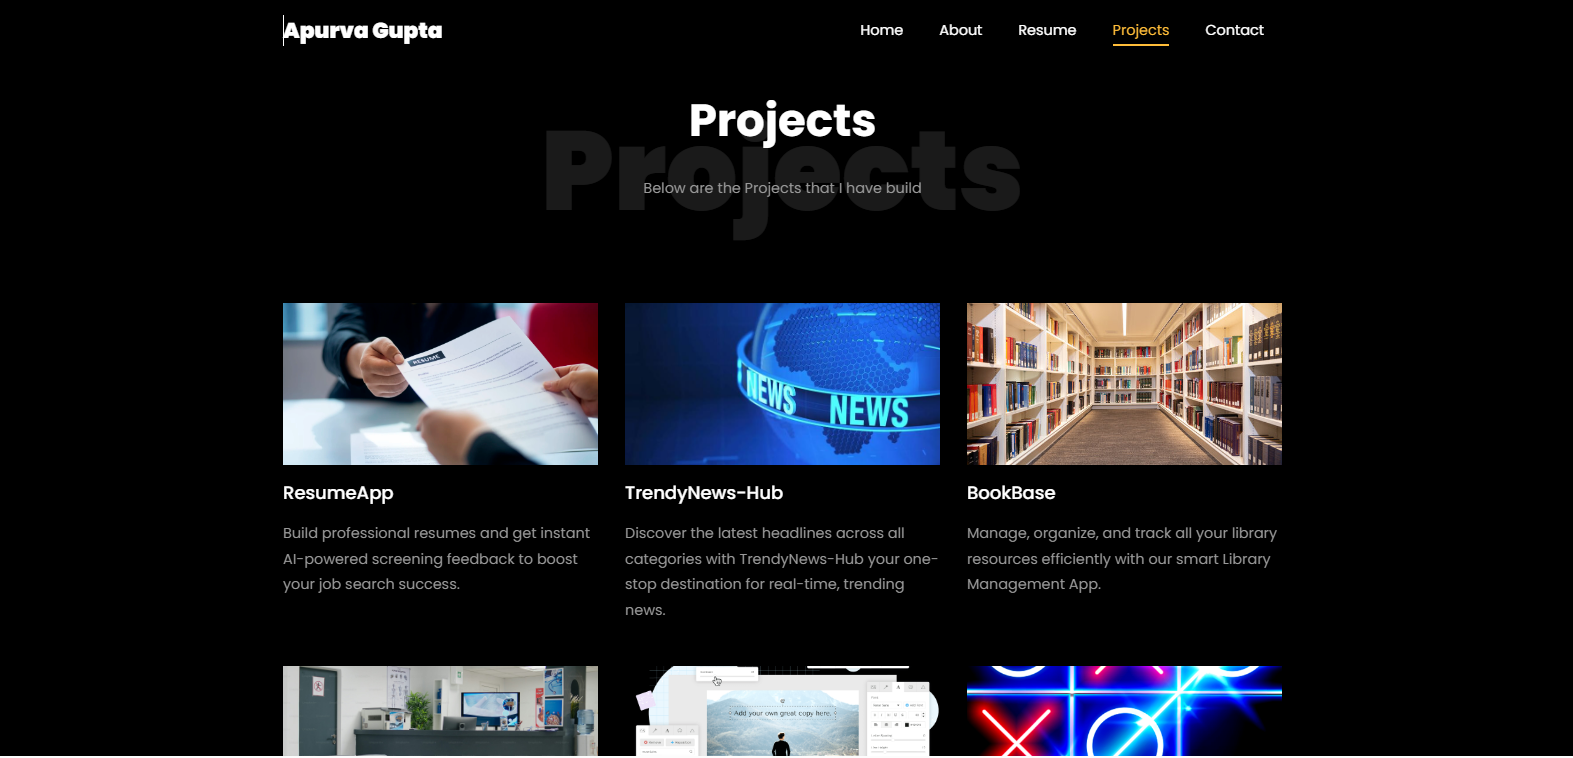 Apurva Gupta
Home About Resume Projects Contact
Projects
Projects
Below are the Projects that I have build
RESUME
NEWS NEWS
ResumeApp
TrendyNews-Hub
BookBase
Build professional resumes and get instant
AI-powered screening feedback to boost
your job search success.
Discover the latest headlines across all
categories with TrendyNews-Hub your one-
stop destination for real-time, trending
news.
Manage, organize, and track all your library
resources efficiently with our smart Library
Management App.
Add your own great copy here.